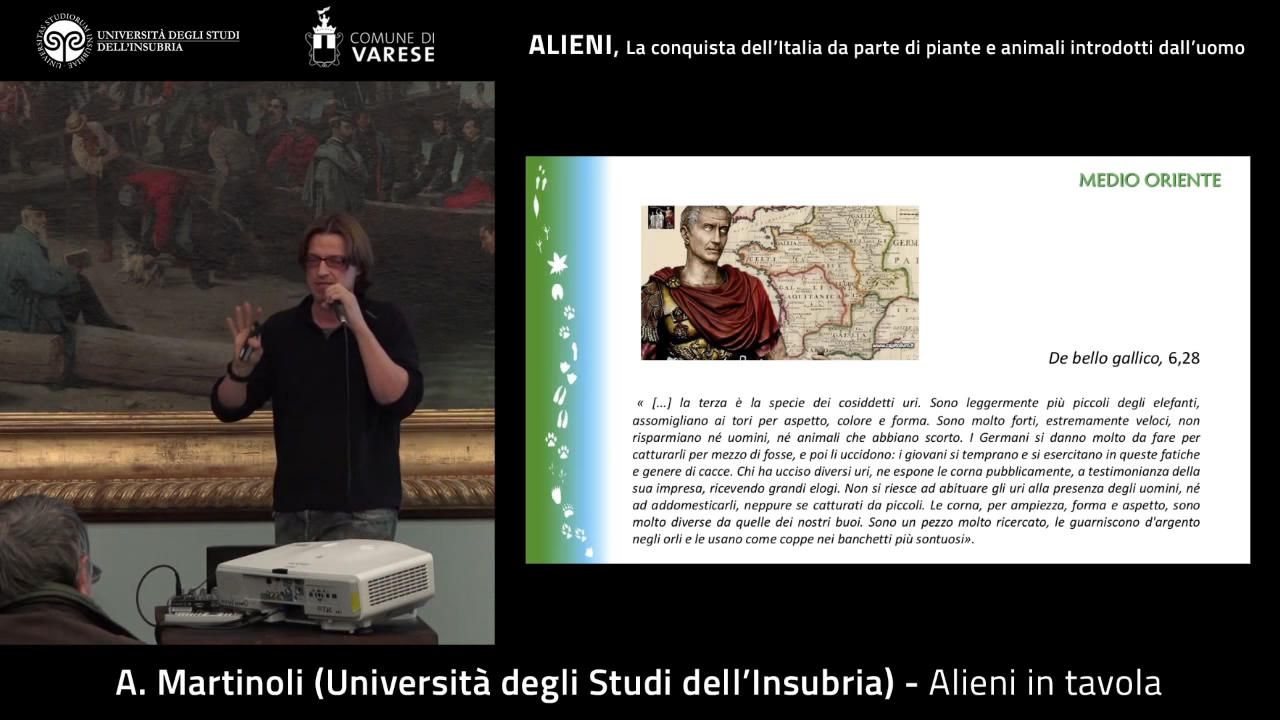 UNIVERSITÀ DEGLI STUDI
DELL'INSUBRIA
COMUNE DI
VARESE
ALIENI, La conquista dell'Italia da parte di piante e animali introdotti dall'uomo
MEDIO ORIENTE
GALLIA
AQUITANICA
De bello gallico, 6,28
« [...] la terza è la specie dei cosiddetti uri. Sono leggermente più piccoli degli elefanti,
assomigliano ai tori per aspetto, colore e forma. Sono molto forti, estremamente veloci, non
risparmiano né uomini, né animali che abbiano scorto. I Germani si danno molto da fare per
catturarli per mezzo di fosse, e poi li uccidono: i giovani si temprano e si esercitano in queste fatiche
e genere di cacce. Chi ha ucciso diversi uri, ne espone le corna pubblicamente, a testimonianza della
sua impresa, ricevendo grandi elogi. Non si riesce ad abituare gli uri alla presenza degli uomini, né
ad addomesticarli, neppure se catturati da piccoli. Le corna, per ampiezza, forma e aspetto, sono
molto diverse da quelle dei nostri buoi. Sono un pezzo molto ricercato, le guarniscono d'argento
negli orli e le usano come coppe nei banchetti più sontuosi».
A. Martinoli (Università degli Studi dell'Insubria) - Alieni in tavola